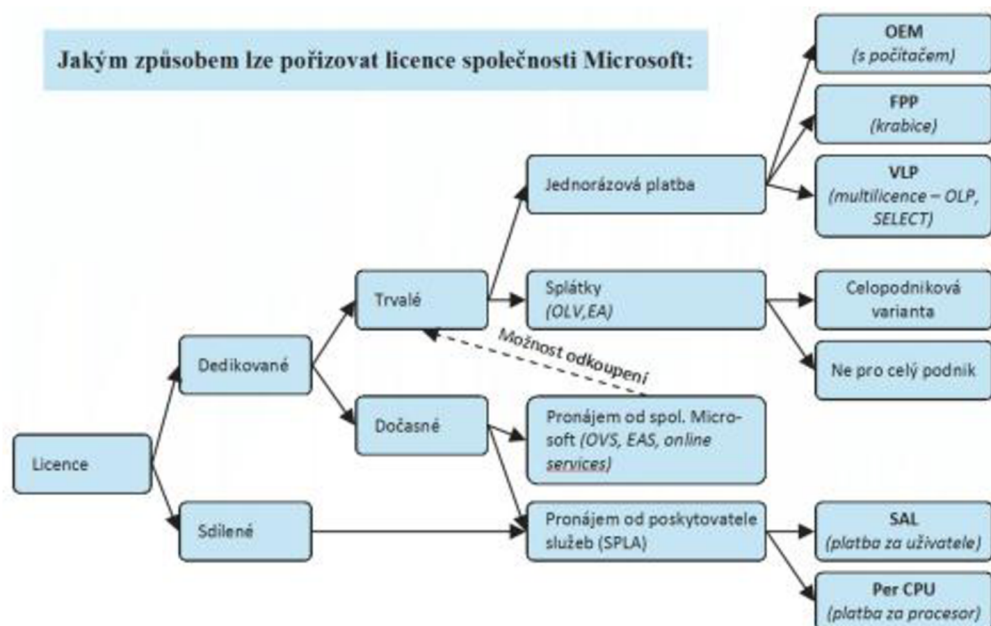 Jakým způsobem lze pořizovat licence společnosti Microsoft:
OEM
(s počítačem)
FPP
(krabice)
VLP
(multilicence – OLP,
SELECT)
Jednorázová platba
Trvalé
Splátky
(OLV,EA)
Celopodniková
varianta
Možnost odkoupení
Dedikované
Ne pro celý podnik
Dočasné
Pronájem od spol. Micro-
soft (OVS, EAS, online
services)
Licence
Sdílené
Pronájem od poskytovatele
služeb (SPLA)
SAL
(platba za uživatele)
Per CPU
(platba za procesor)